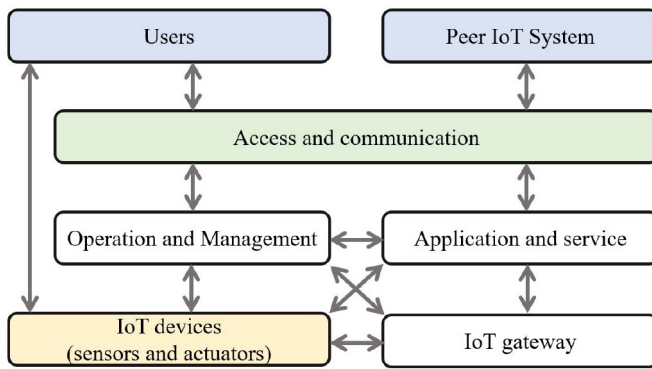 Users
Peer IoT System
Access and communication
Operation and Management
Application and service
IoT devices
(sensors and actuators)
IoT gateway